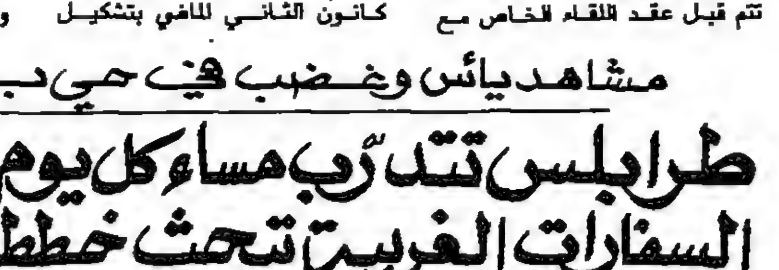 تتم قبل عقد اللقاء الخاص مع
كانون الثاني الماضي بتشكيل
مشاهد يأس وغضب في حي
طرابلس تتدرّب مساء كل يوم
السفارات الغربية تبحث خطط